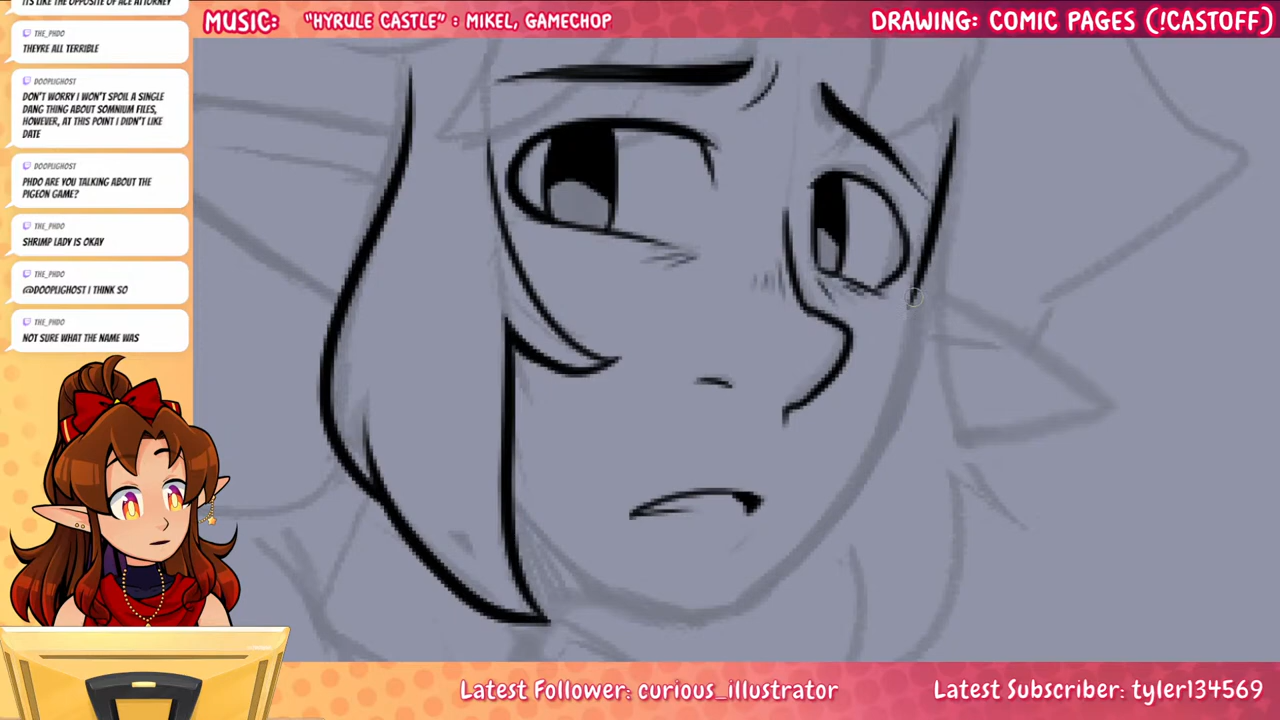 MUSIC: "HYRULE CASTLE" : MIKEL, GAMECHOP
DRAWING: COMIC PAGES (!CASTOFF)
ITS LIKE THE OPPOSITE OF ACE ATTORNEY
THE_PHDO
THEYRE ALL TERRIBLE
DOOPLIGHOST
DON'T WORRY I WON'T SPOIL A SINGLE
DANG THING ABOUT SOMNIUM FILES,
HOWEVER, AT THIS POINT I DIDN'T LIKE
DATE
DOOPLIGHOST
PHDO ARE YOU TALKING ABOUT THE
PIGEON GAME?
THE_PHDO
SHRIMP LADY IS OKAY
THE_PHDO
@DOOPLIGHOST I THINK SO
THE_PHDO
NOT SURE WHAT THE NAME WAS
Latest Follower: curious_illustrator
Latest Subscriber: tyler134569